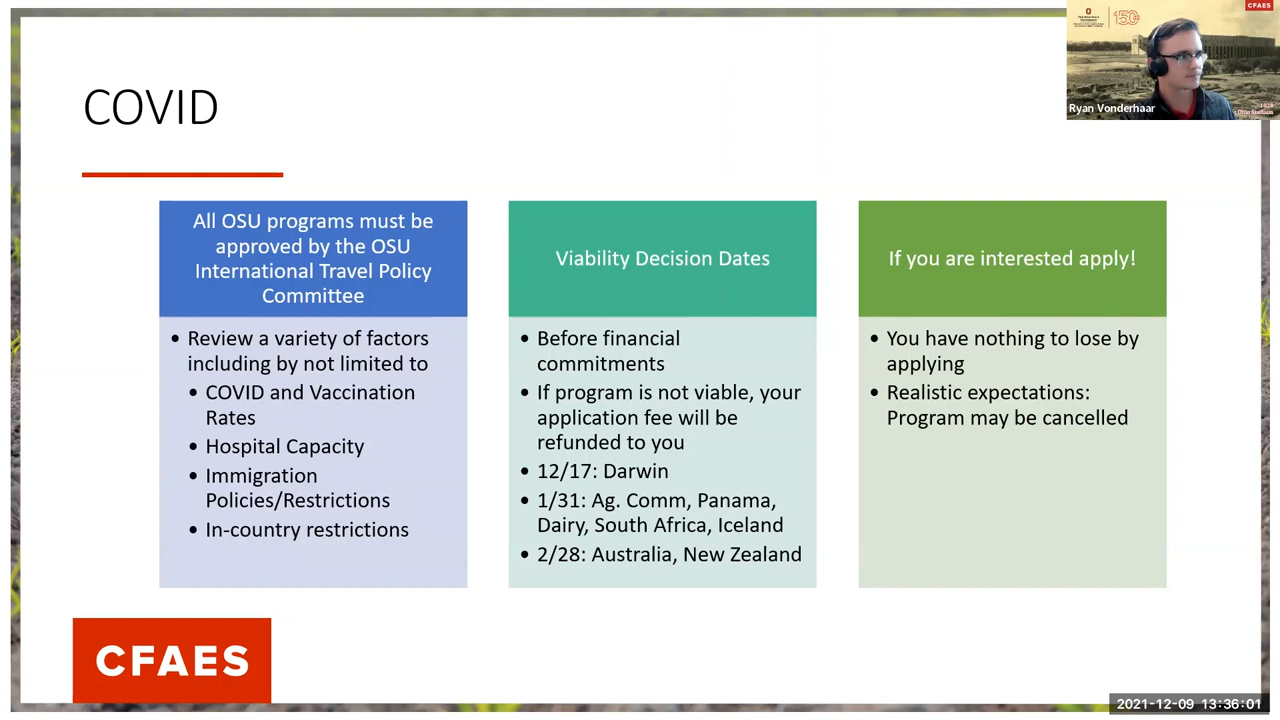 COVID
All OSU programs must be
approved by the OSU
International Travel Policy
Committee
• Review a variety of factors
including by not limited to
• COVID and Vaccination
Rates
• Hospital Capacity
• Immigration
Policies/Restrictions
• In-country restrictions
Viability Decision Dates
• Before financial
commitments
• If program is not viable, your
application fee will be
refunded to you
• 12/17: Darwin
• 1/31: Ag. Comm, Panama,
Dairy, South Africa, Iceland
• 2/28: Australia, New Zealand
If you are interested apply!
• You have nothing to lose by
applying
• Realistic expectations:
Program may be cancelled
CFAES
CFAES
150
Ryan Vonderhaar
Ohio Stadium
2021-12-09 13:36:01